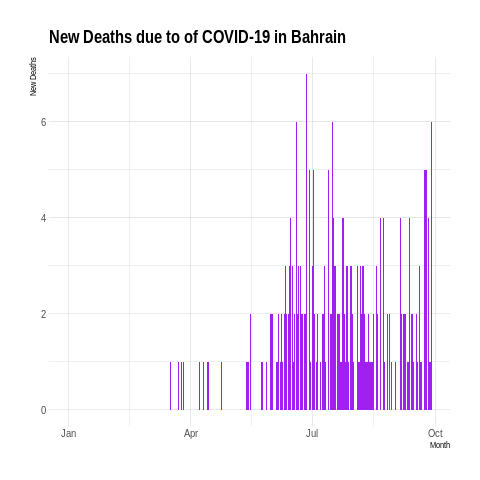 New Deaths due to of COVID-19 in Bahrain
New Deaths
6
4
2
0
Jan Apr Jul Oct
Month